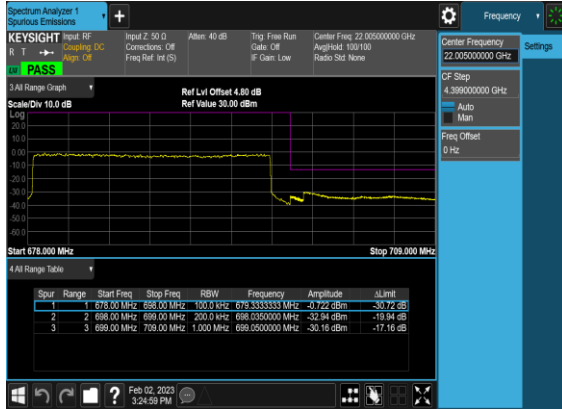 Spectrum Analyzer 1
Spurious Emissions
+
Frequency
KEYSIGHT Input: RF
R T
Coupling: DC
Align: Off
LXI PASS
Input Z: 50 Ω
Corrections: Off
Freq Ref: Int (S)
Atten: 40 dB
Trig: Free Run
Gate: Off
IF Gain: Low
Center Freq: 22.005000000 GHz
Avg|Hold: 100/100
Radio Std: None
Center Frequency
22.005000000 GHz
Settings
CF Step
4.399000000 GHz
Auto
Man
Freq Offset
0 Hz
3 All Range Graph
Scale/Div 10.0 dB
Ref Lvl Offset 4.80 dB
Ref Value 30.00 dBm
Log
20.0
10.0
0.00
-10.0
-20.0
-30.0
-40.0
-50.0
-60.0
Start 678.000 MHz Stop 709.000 MHz
4 All Range Table
Spur Range Start Freq Stop Freq RBW Frequency Amplitude ΔLimit
1 1 678.00 MHz 698.00 MHz 100.0 kHz 679.3333333 MHz -0.722 dBm -30.72 dB
2 2 698.00 MHz 699.00 MHz 200.0 kHz 698.0350000 MHz -32.94 dBm -19.94 dB
3 3 699.00 MHz 709.00 MHz 1.000 MHz 699.0500000 MHz -30.16 dBm -17.16 dB
?
Feb 02, 2023
3:24:59 PM